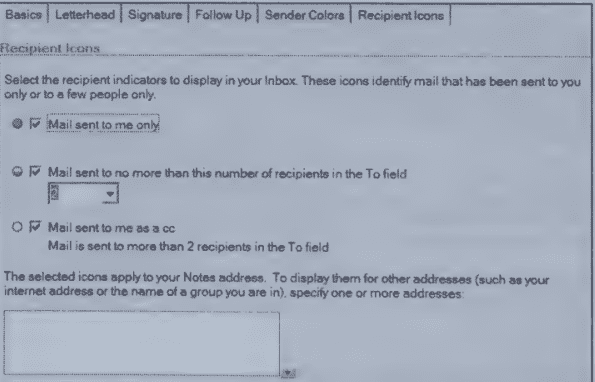 Basics Letterhead Signature Follow Up Sender Colors Recipient Icons
Recipient Icons
Select the recipient indicators to display in your Inbox. These icons identify mail that has been sent to you
only or to a few people only.
Mail sent to me only
Mail sent to no more than this number of recipients in the To field
Mail sent to me as a cc
Mail is sent to more than 2 recipients in the To field
The selected icons apply to your Notes address. To display them for other addresses (such as your
internet address or the name of a group you are in), specify one or more addresses: